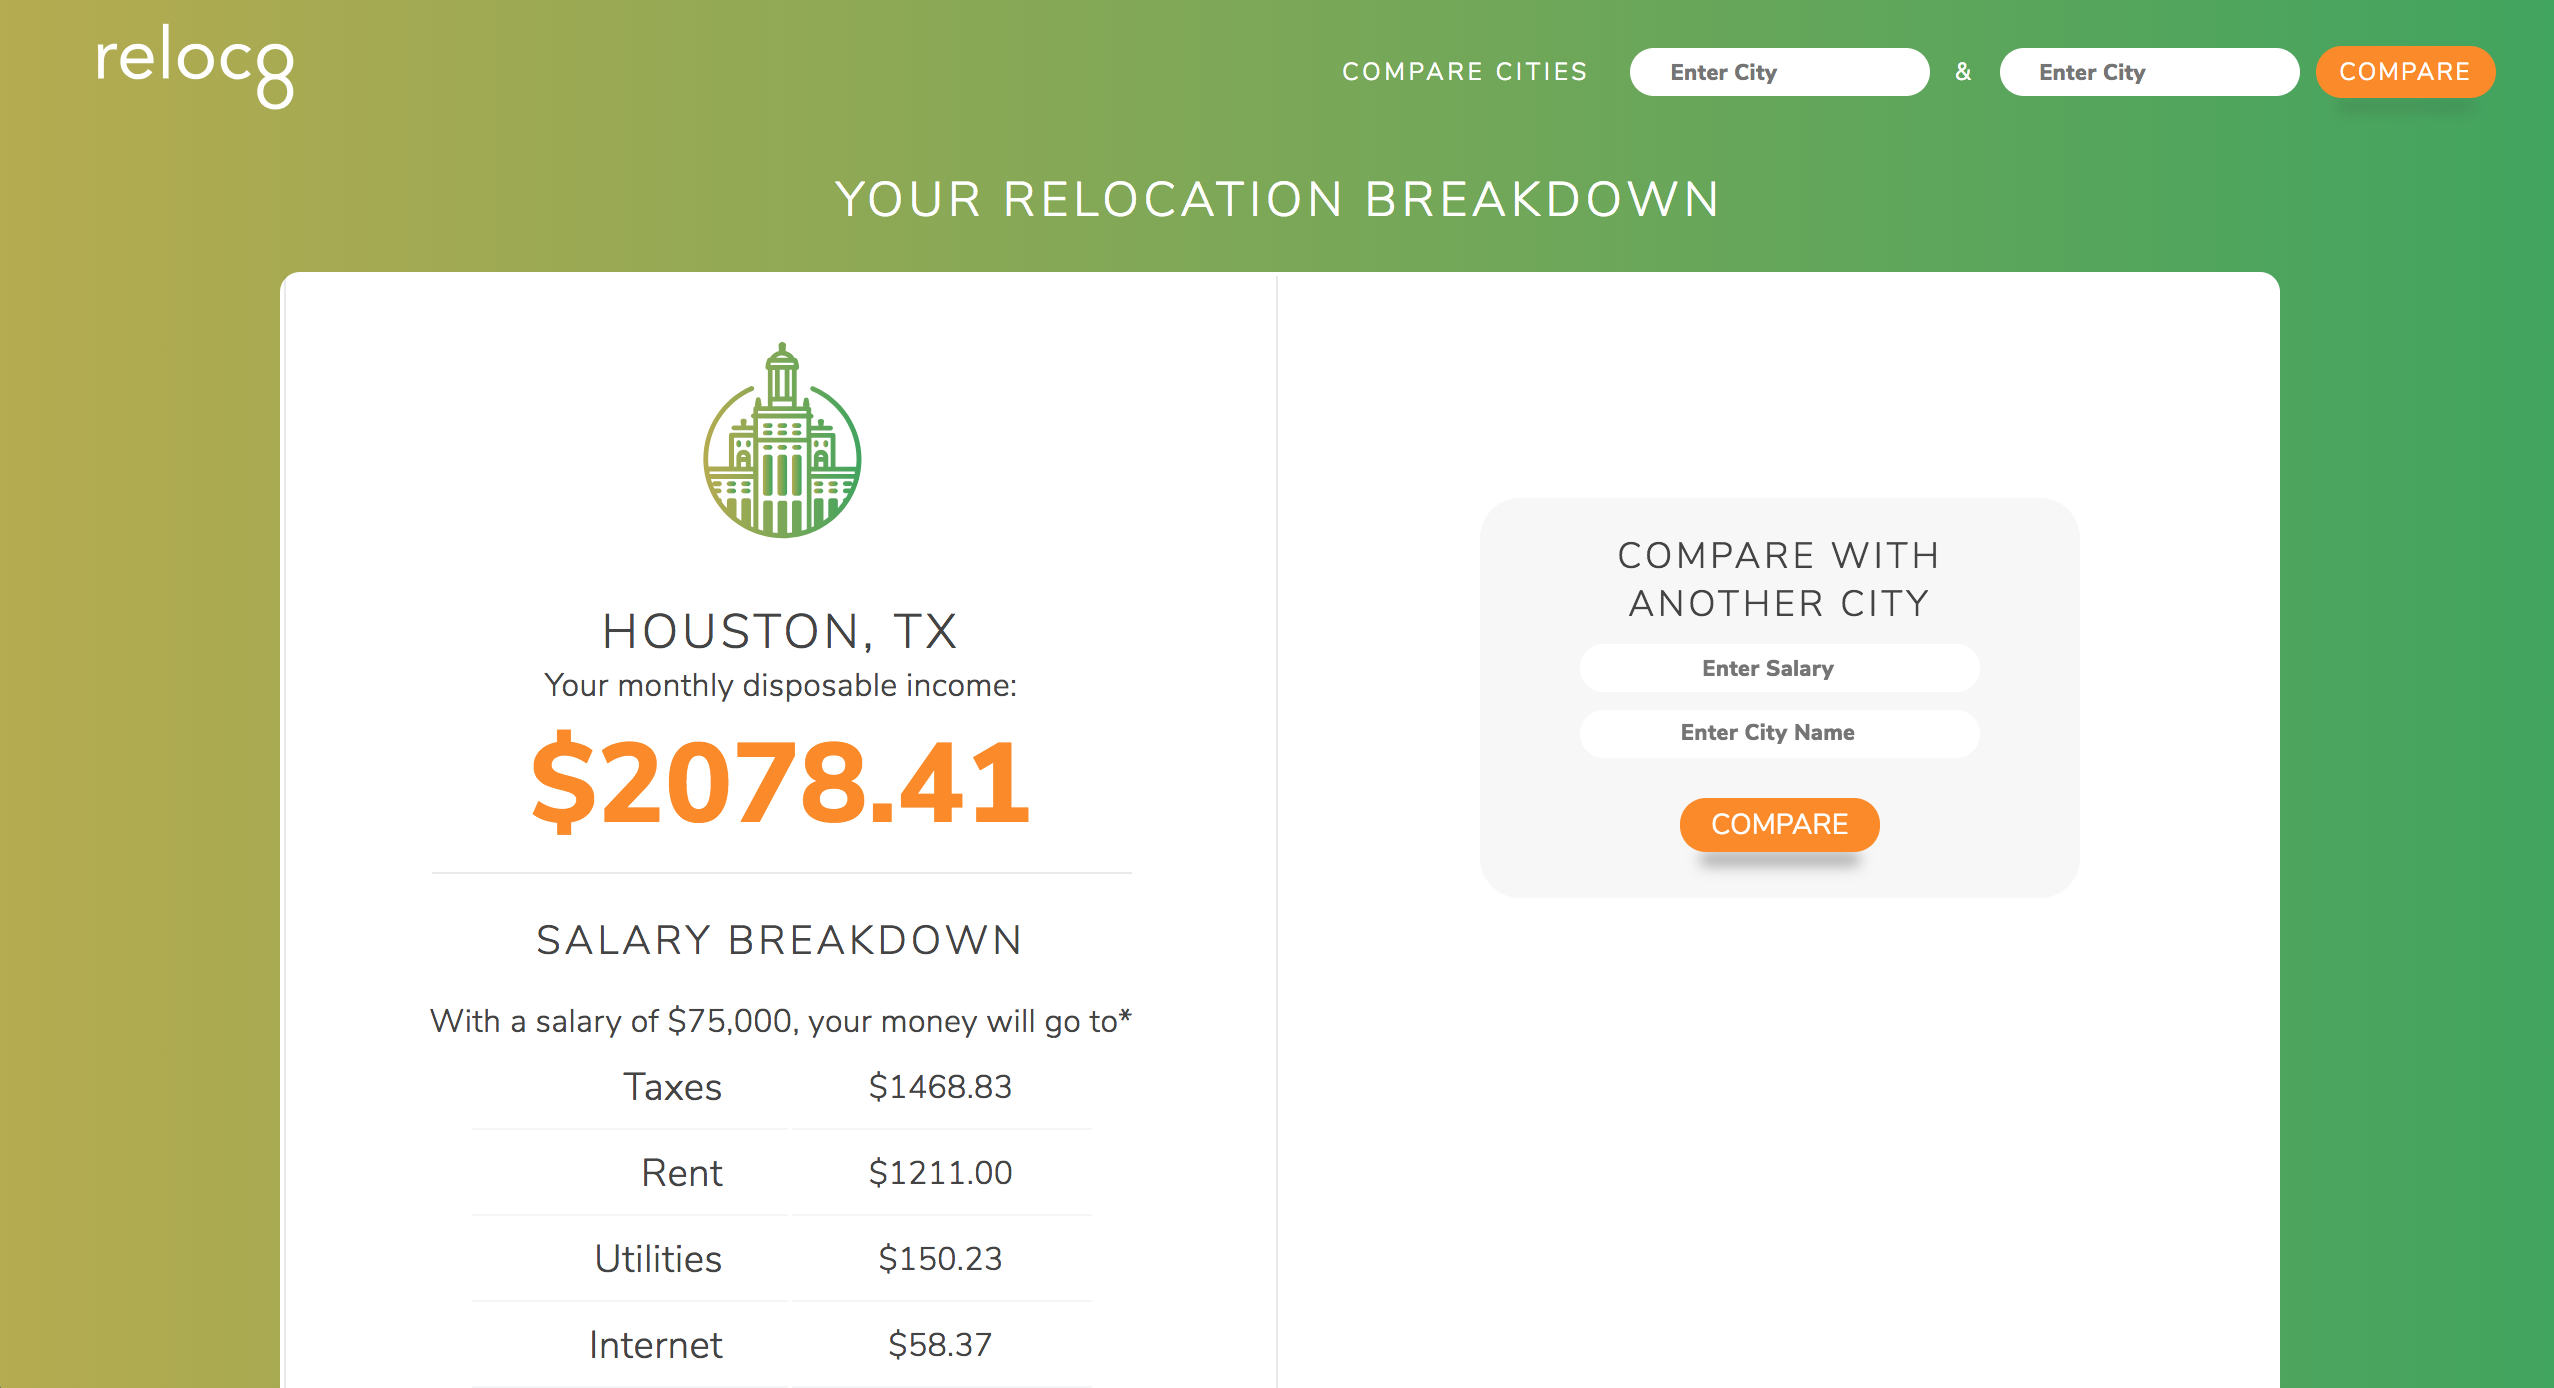 reloc8
COMPARE CITIES Enter City & Enter City COMPARE
YOUR RELOCATION BREAKDOWN
HOUSTON, TX
Your monthly disposable income:
$2078.41
SALARY BREAKDOWN
With a salary of $75,000, your money will go to*
Taxes $1468.83
Rent $1211.00
Utilities $150.23
Internet $58.37
COMPARE WITH
ANOTHER CITY
Enter Salary
Enter City Name
COMPARE